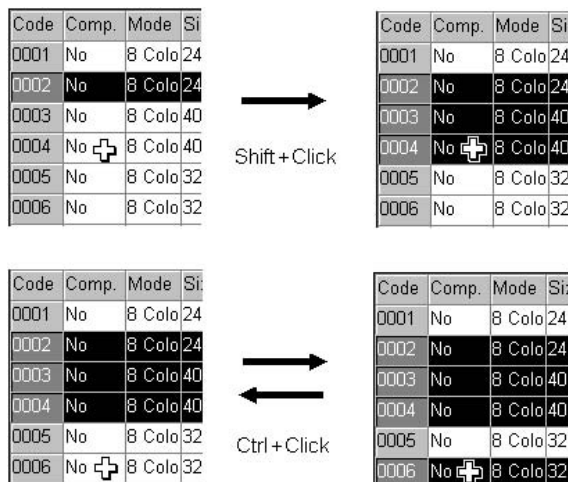 Code Comp. Mode Si
0001 No 8 Colo 24
0002 No 8 Colo 24
0003 No 8 Colo 40
0004 No 8 Colo 40
0005 No 8 Colo 32
0006 No 8 Colo 32
Shift+Click
Code Comp. Mode Si
0001 No 8 Colo 24
0002 No 8 Colo 24
0003 No 8 Colo 40
0004 No 8 Colo 40
0005 No 8 Colo 32
0006 No 8 Colo 32
Code Comp. Mode Si
0001 No 8 Colo 24
0002 No 8 Colo 24
0003 No 8 Colo 40
0004 No 8 Colo 40
0005 No 8 Colo 32
0006 No 8 Colo 32
Ctrl+Click
Code Comp. Mode Siz
0001 No 8 Colo 24
0002 No 8 Colo 24
0003 No 8 Colo 40
0004 No 8 Colo 40
0005 No 8 Colo 32
0006 No 8 Colo 32